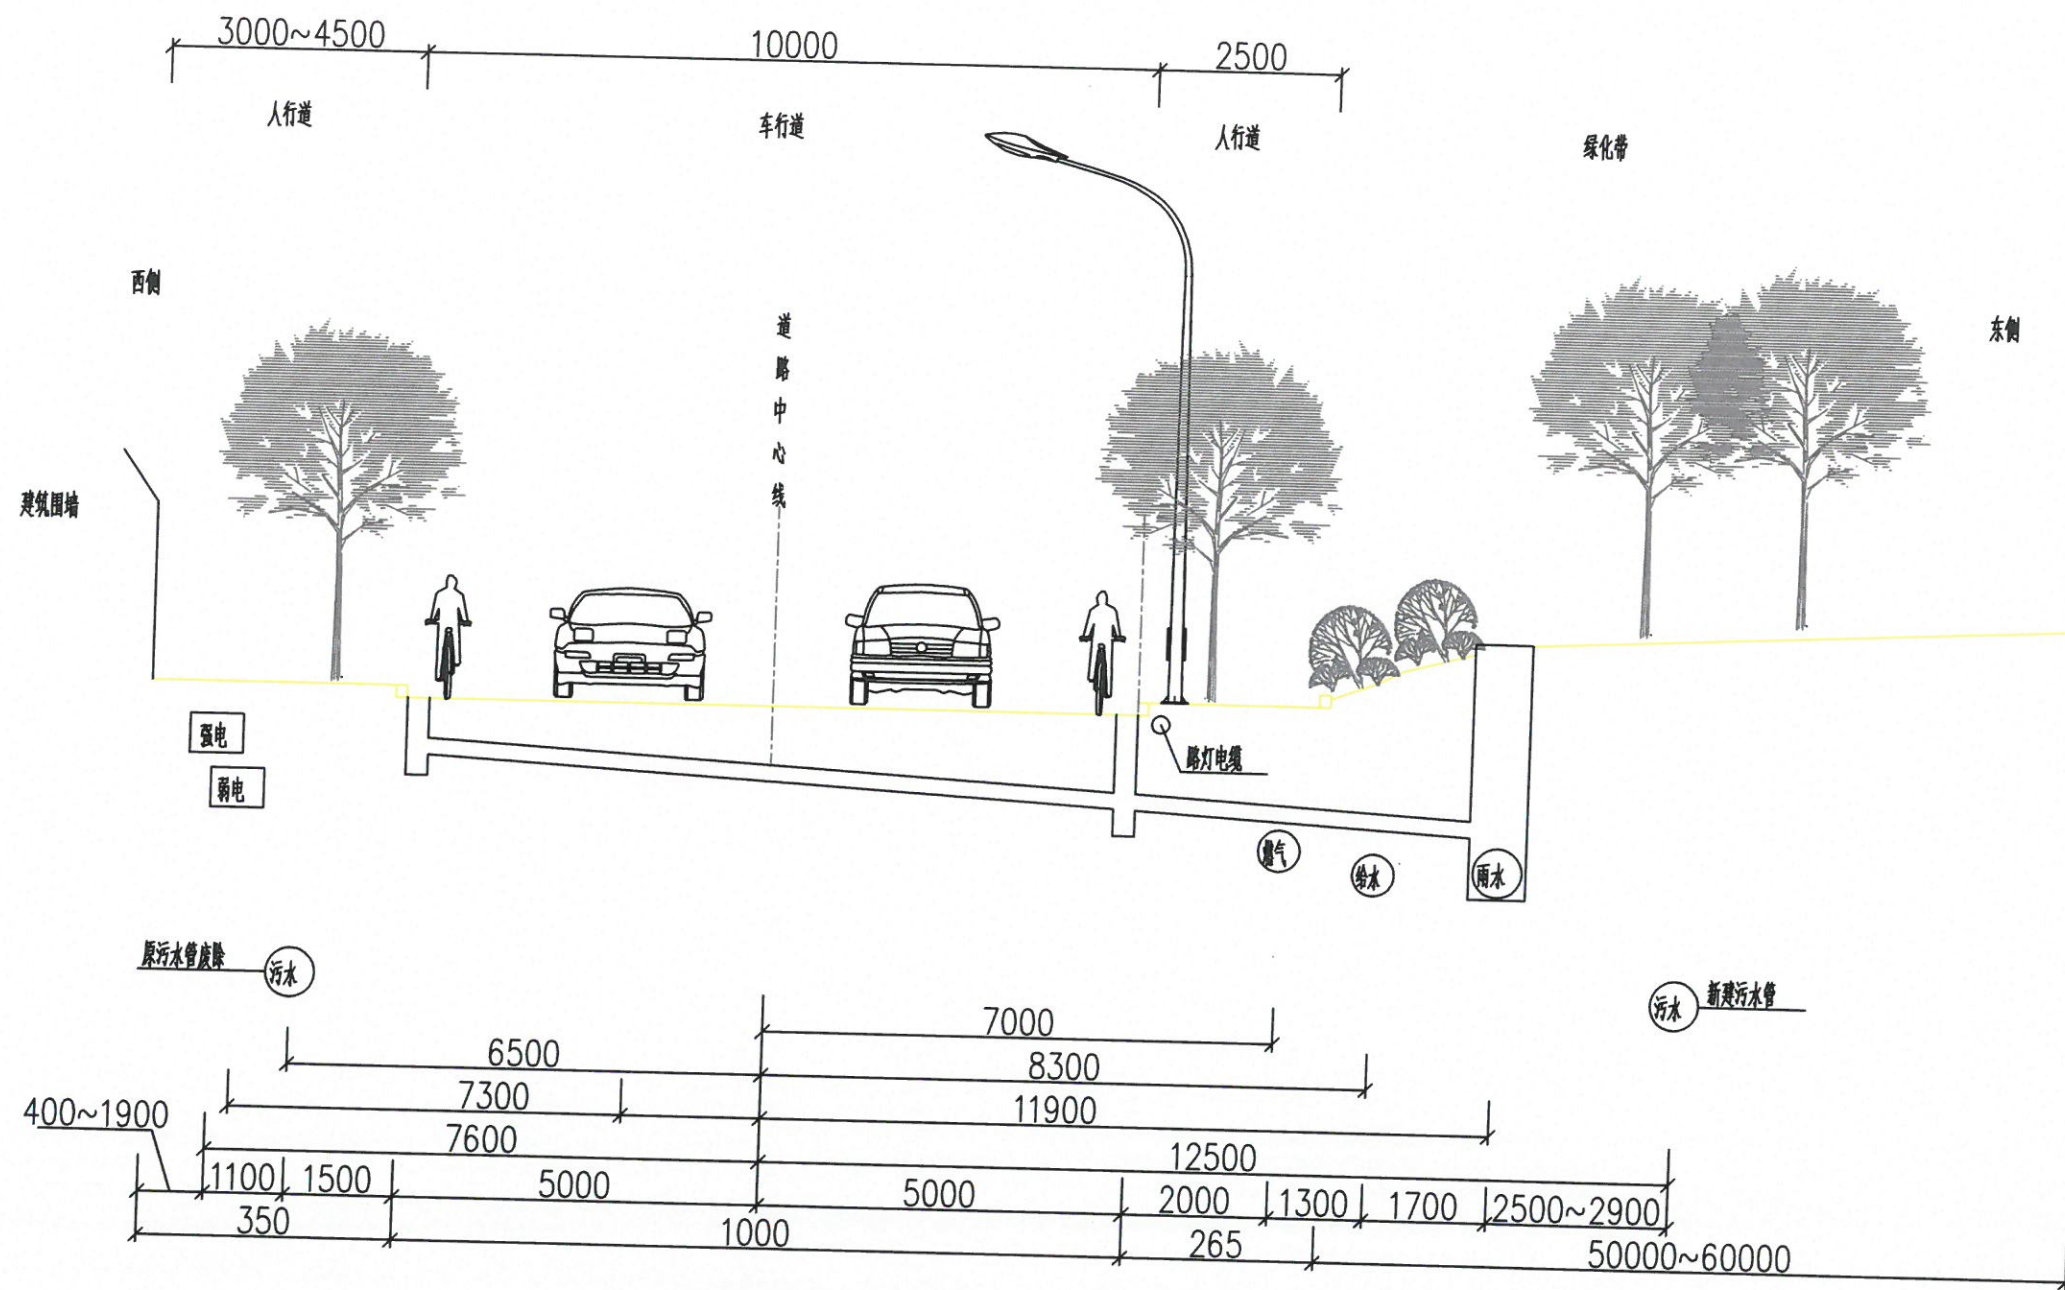 3000~4500
10000
2500
人行道
车行道
人行道
绿化带
西侧
道路中心线
东侧
建筑围墙
强电
弱电
路灯电缆
燃气
给水
雨水
原污水管废除
污水
污水
新建污水管
7000
6500
8300
7300
11900
400~1900
7600
12500
1100
1500
5000
5000
2000
1300
1700
2500~2900
350
1000
265
50000~60000